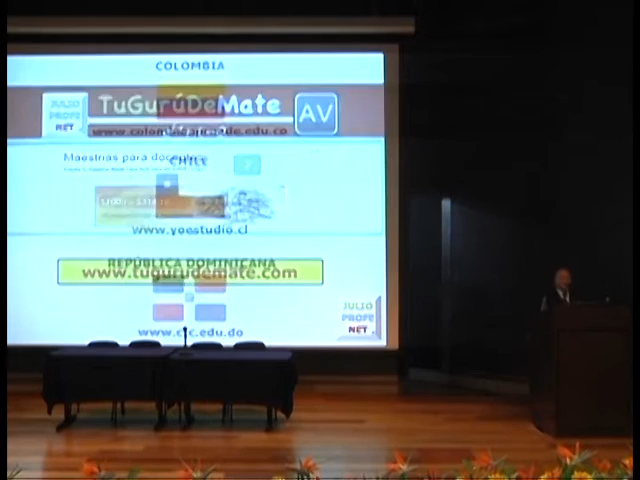 COLOMBIA
JULIO
PROFE
NET
TuGurúDeMate
AV
www.colombiaaprende.edu.co
Maestrías para docentes
CHILE
www.yoestudio.cl
REPÚBLICA DOMINICANA
www.tugurudemate.com
www.cfc.edu.do
JULIO
PROFE
NET